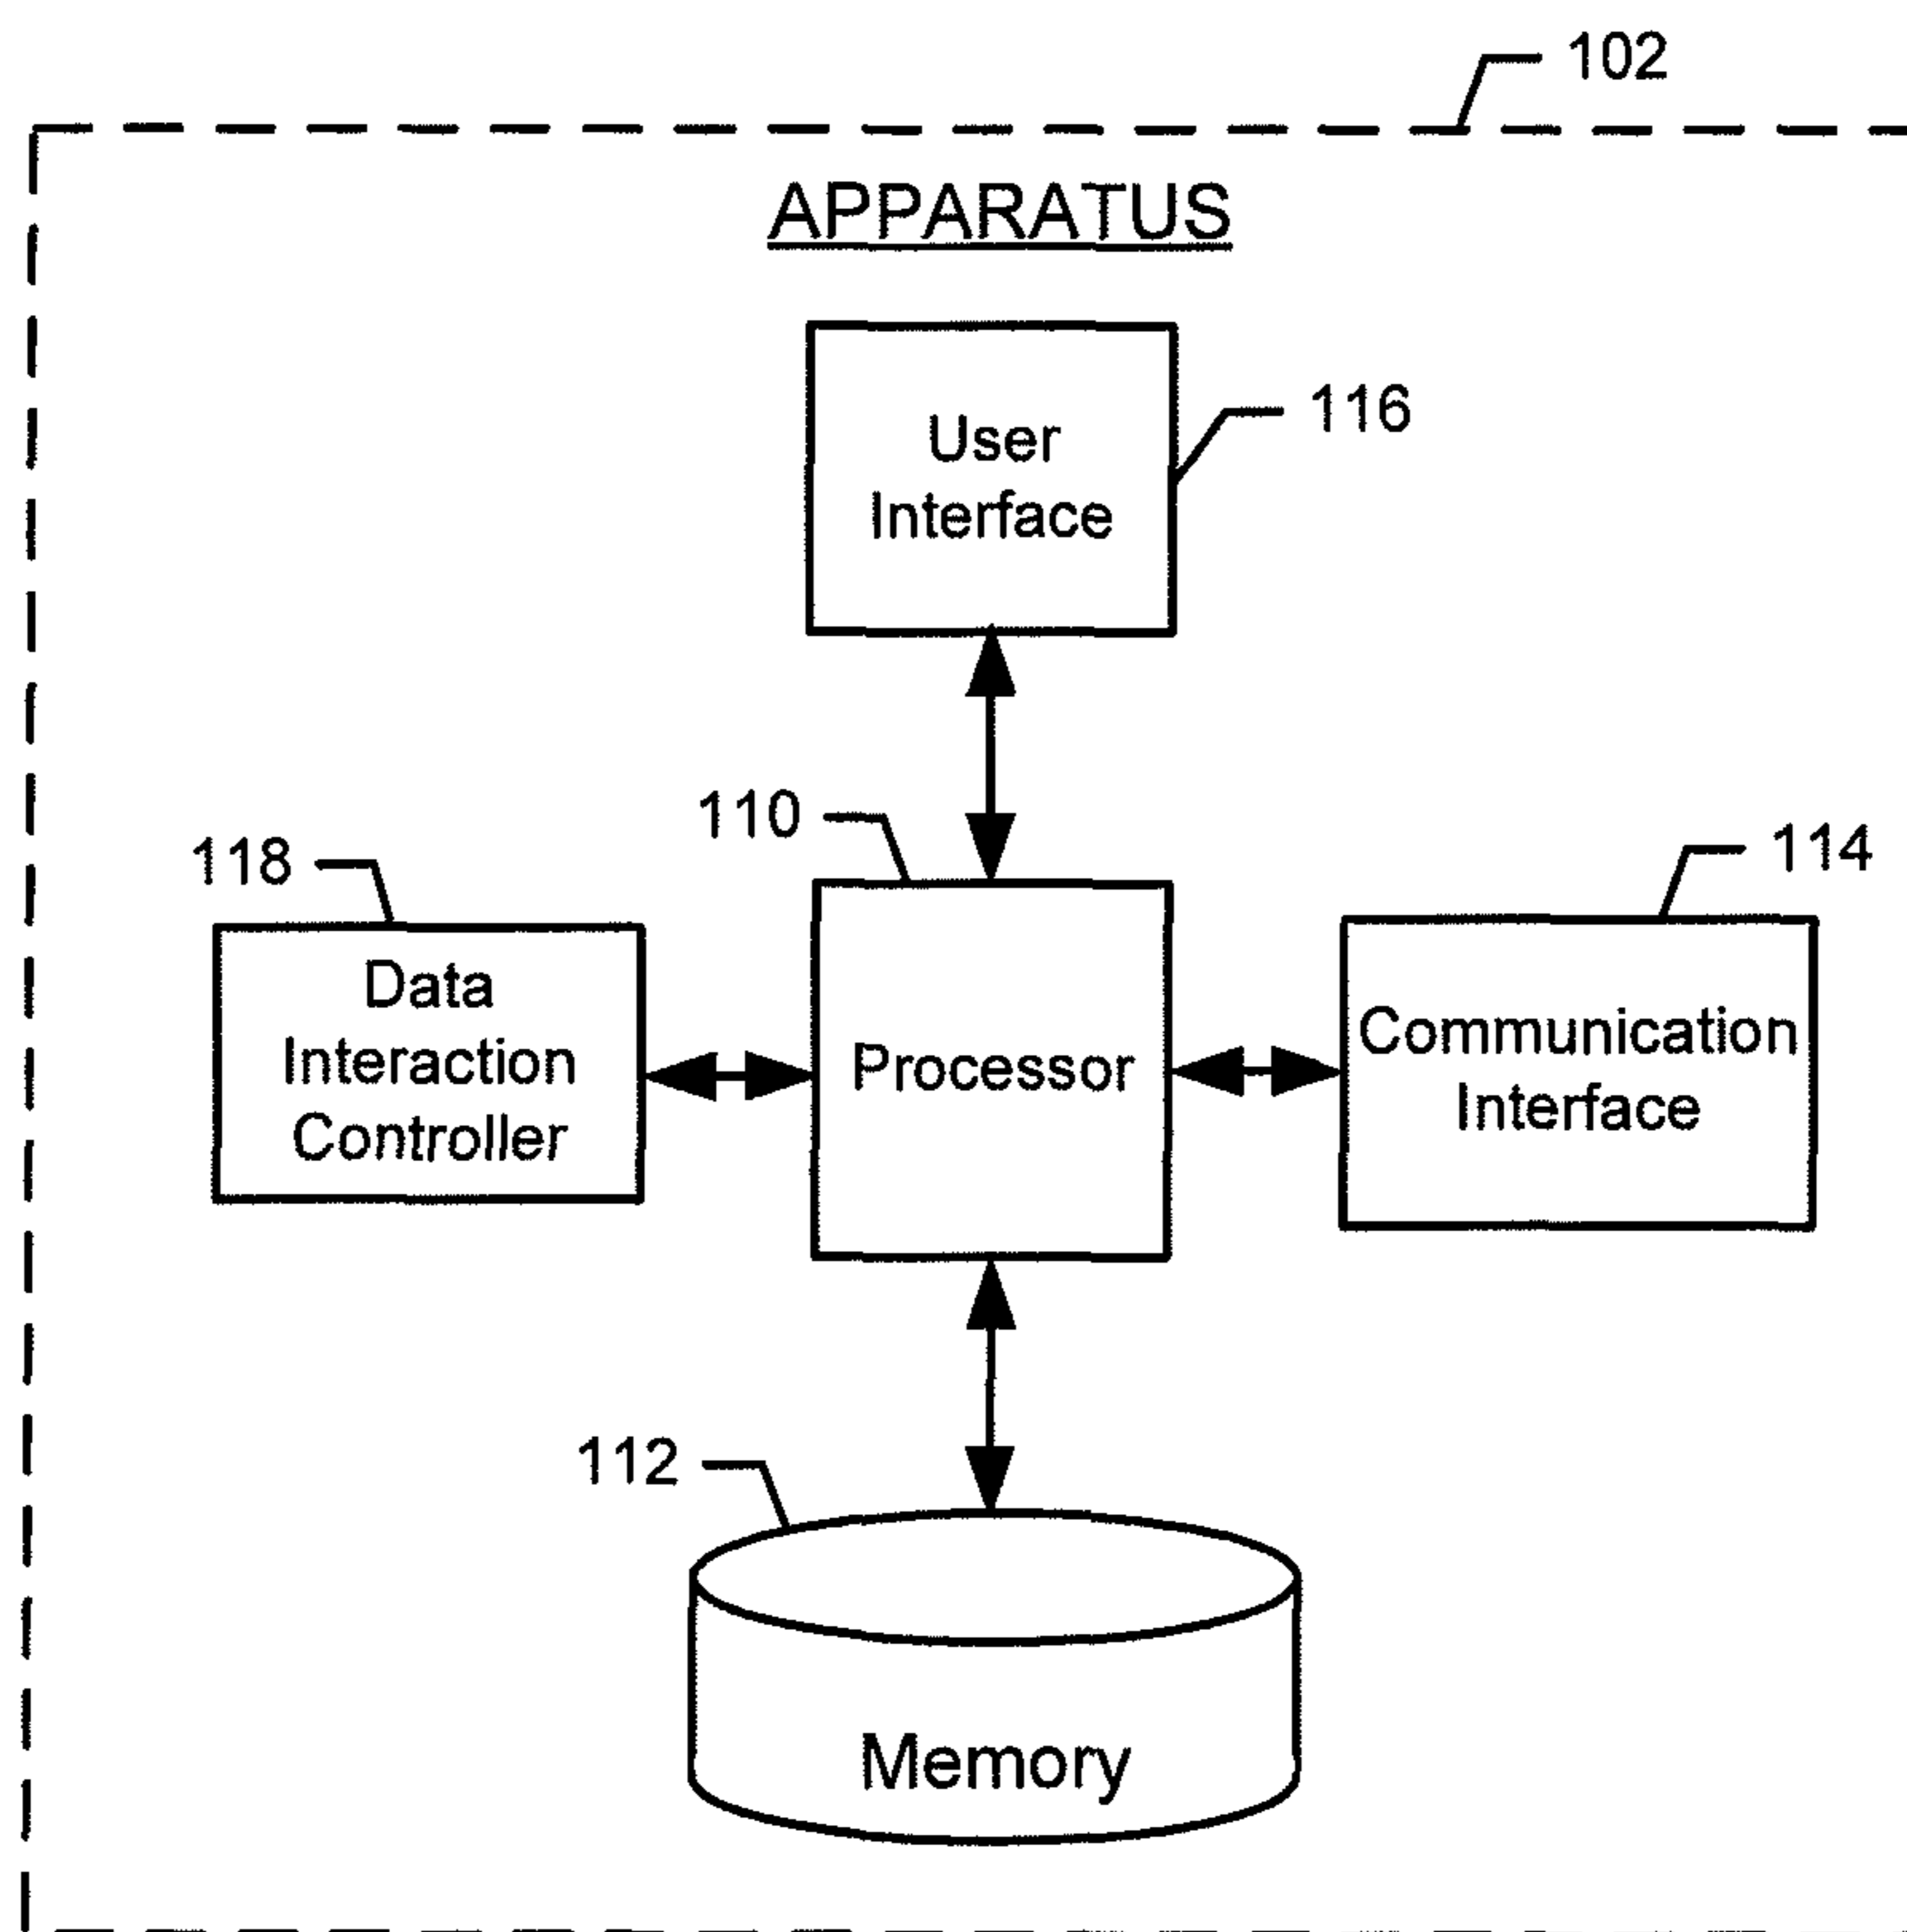 102
APPARATUS
User
Interface
116
110
118
114
Data
Interaction
Controller
Processor
Communication
Interface
112
Memory